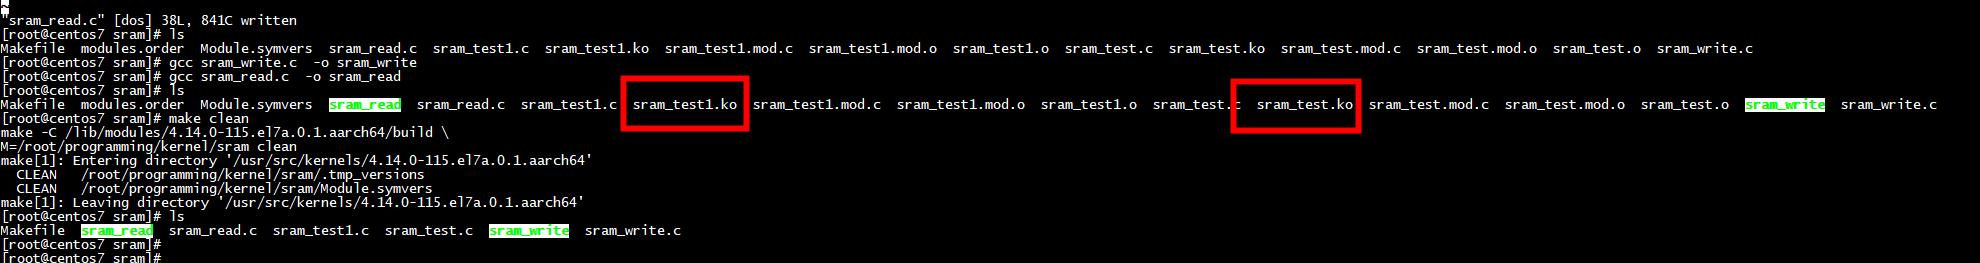 ~
"sram_read.c" [dos] 38L, 841C written
[root@centos7 sram]# ls
Makefile  modules.order  Module.symvers  sram_read.c  sram_test1.c  sram_test1.ko  sram_test1.mod.c  sram_test1.mod.o  sram_test1.o  sram_test.c  sram_test.ko  sram_test.mod.c  sram_test.mod.o  sram_test.o  sram_write.c
[root@centos7 sram]# gcc sram_write.c  -o sram_write
[root@centos7 sram]# gcc sram_read.c  -o sram_read
[root@centos7 sram]# ls
Makefile  modules.order  Module.symvers  sram_read  sram_read.c  sram_test1.c  sram_test1.ko  sram_test1.mod.c  sram_test1.mod.o  sram_test1.o  sram_test.c  sram_test.ko  sram_test.mod.c  sram_test.mod.o  sram_test.o  sram_write  sram_write.c
[root@centos7 sram]# make clean
make -C /lib/modules/4.14.0-115.el7a.0.1.aarch64/build \
M=/root/programming/kernel/sram clean
make[1]: Entering directory '/usr/src/kernels/4.14.0-115.el7a.0.1.aarch64'
  CLEAN   /root/programming/kernel/sram/.tmp_versions
  CLEAN   /root/programming/kernel/sram/Module.symvers
make[1]: Leaving directory '/usr/src/kernels/4.14.0-115.el7a.0.1.aarch64'
[root@centos7 sram]# ls
Makefile  sram_read  sram_read.c  sram_test1.c  sram_test.c  sram_write  sram_write.c
[root@centos7 sram]#
[root@centos7 sram]#